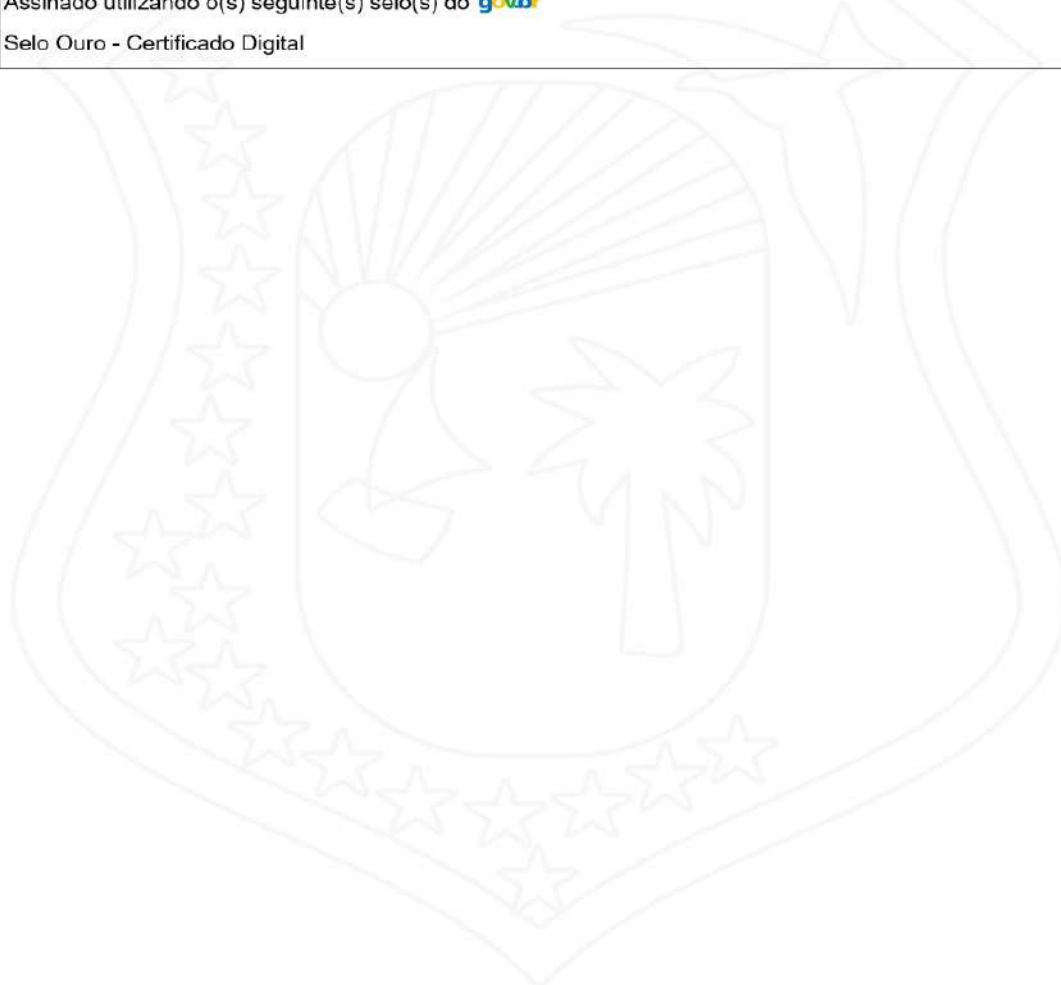 Assinado utilizando o(s) seguinte(s) selo(s) do gov.br
Selo Ouro - Certificado Digital